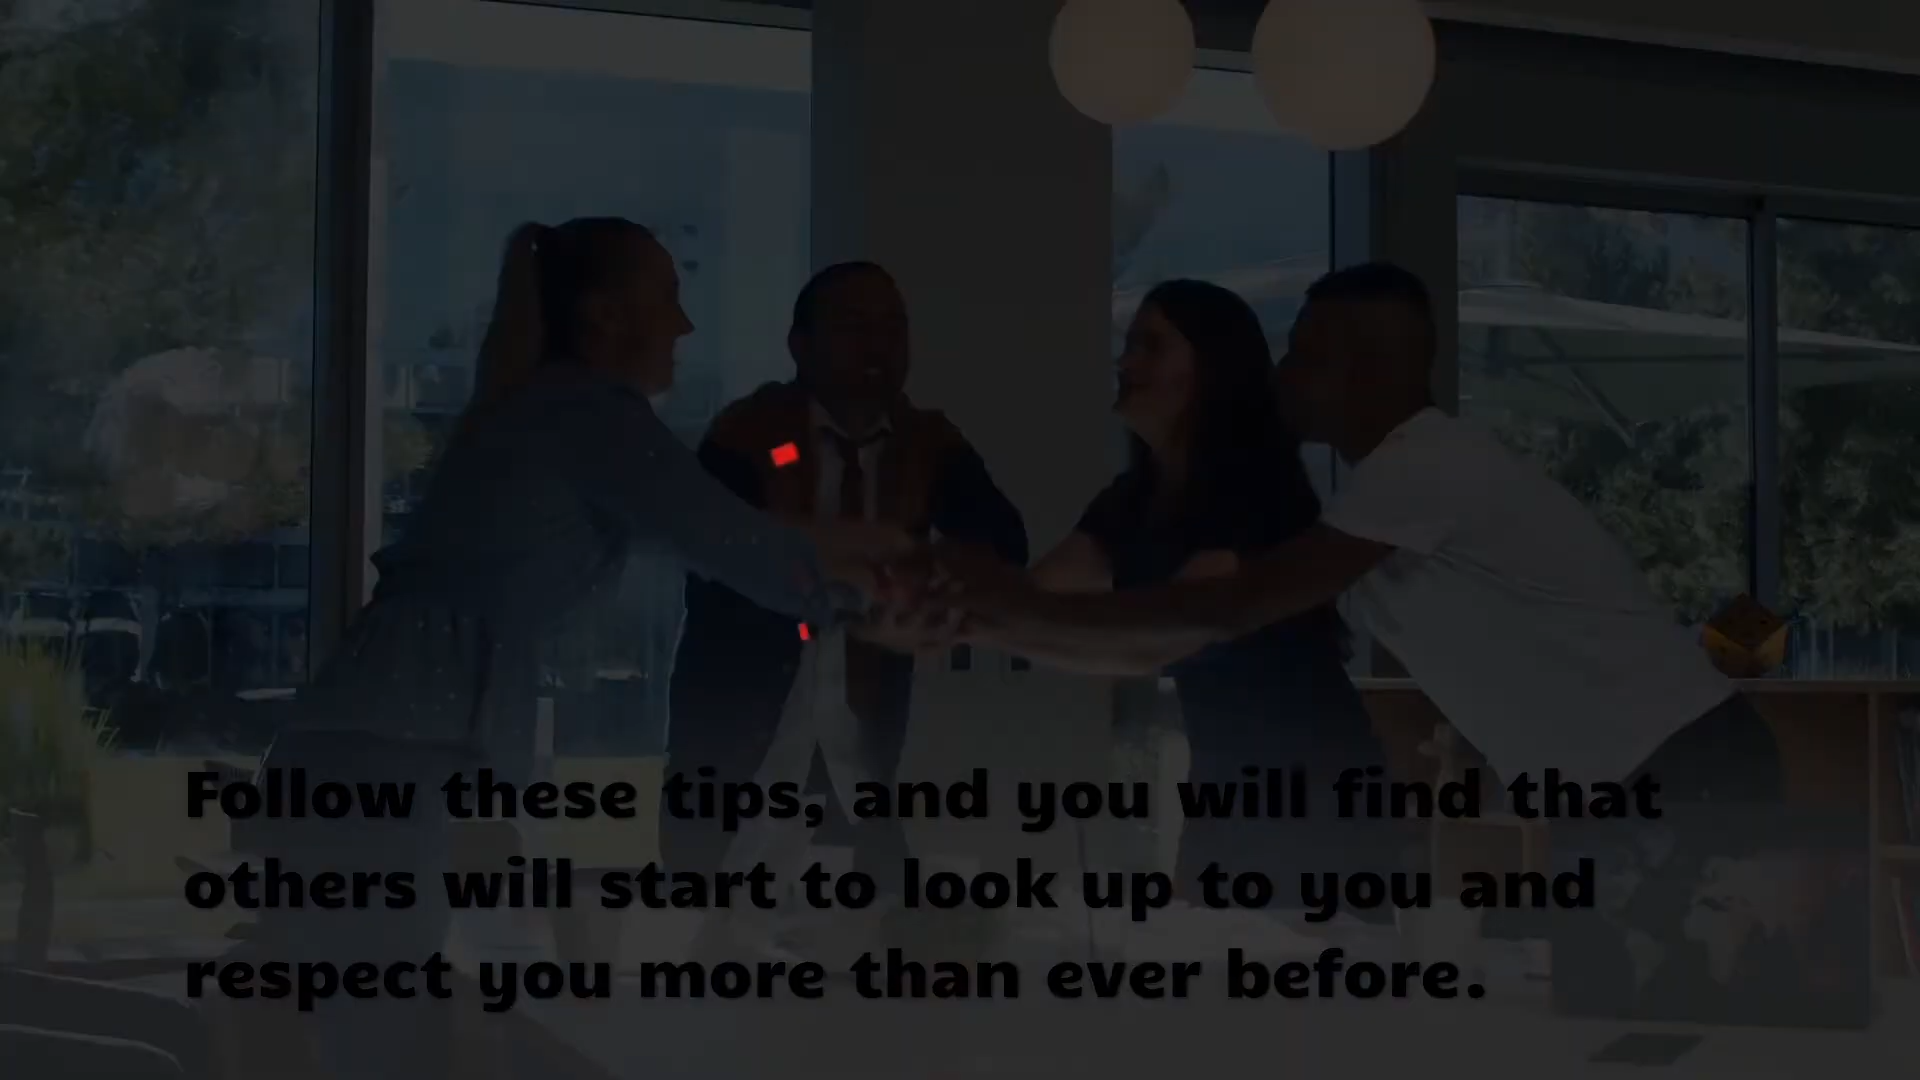 Follow these tips, and you will find that
others will start to look up to you and
respect you more than ever before.